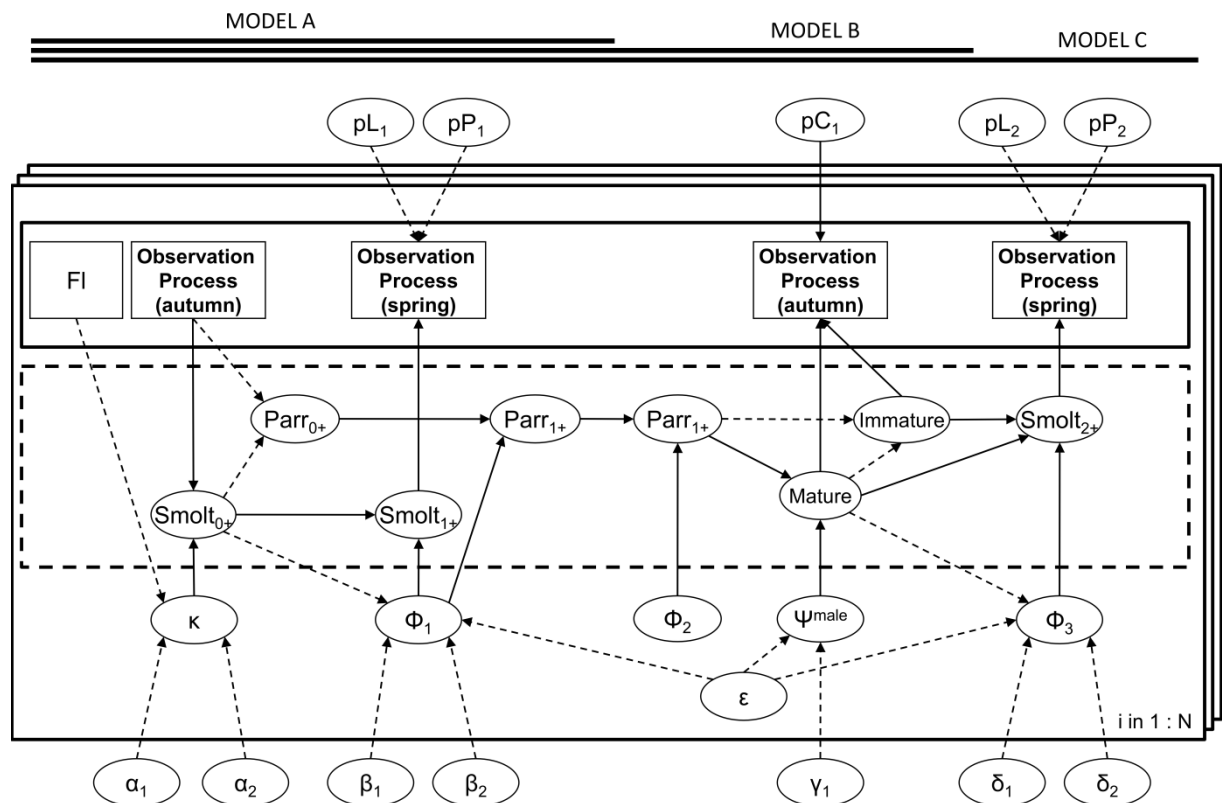 MODEL A
MODEL B
MODEL C
pL₁
pP₁
pC₁
pL₂
pP₂
Fl
Observation
Process
(autumn)
Observation
Process
(spring)
Observation
Process
(autumn)
Observation
Process
(spring)
Parr₀₊
Parr₁₊
Parr₁₊
Immature
Smolt₂₊
Smolt₀₊
Smolt₁₊
Mature
κ
Φ₁
Φ₂
Ψᵐᵃˡᵉ
Φ₃
ε
i in 1 : N
α₁
α₂
β₁
β₂
γ₁
δ₁
δ₂